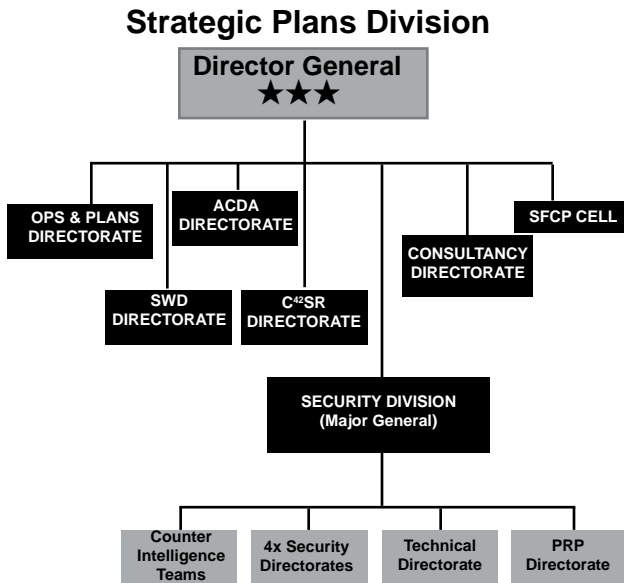 Strategic Plans Division
Director General
★★★
OPS & PLANS
DIRECTORATE
SWD
DIRECTORATE
ACDA
DIRECTORATE
C⁴²SR
DIRECTORATE
CONSULTANCY
DIRECTORATE
SFCP CELL
SECURITY DIVISION
(Major General)
Counter
Intelligence
Teams
4x Security
Directorates
Technical
Directorate
PRP
Directorate